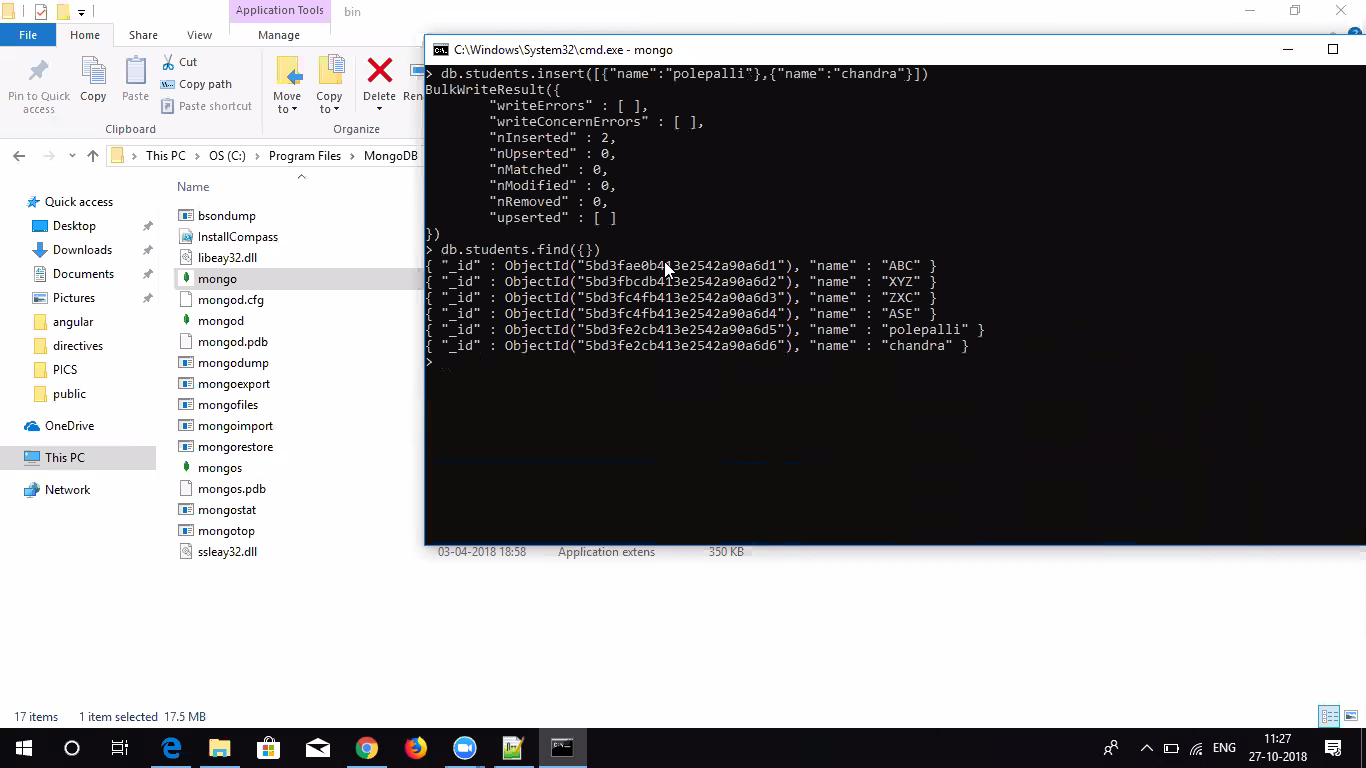 Application Tools
bin
File
Home
Share
View
Manage
Pin to Quick
access
Copy
Paste
Cut
Copy path
Paste shortcut
Clipboard
Move
to
Copy
to
Delete
Organize
This PC
OS (C:)
Program Files
MongoDB
Name
Quick access
Desktop
Downloads
Documents
Pictures
angular
directives
PICS
public
OneDrive
This PC
Network
bsondump
InstallCompass
libeay32.dll
mongo
mongod.cfg
mongod
mongod.pdb
mongodump
mongoexport
mongofiles
mongoimport
mongorestore
mongos
mongos.pdb
mongostat
mongotop
ssleay32.dll
03-04-2018 18:58 Application extens 350 KB
C:\Windows\System32\cmd.exe - mongo
> db.students.insert([{"name":"polepalli"},{"name":"chandra"}])
BulkWriteResult({
"writeErrors" : [ ],
"writeConcernErrors" : [ ],
"nInserted" : 2,
"nUpserted" : 0,
"nMatched" : 0,
"nModified" : 0,
"nRemoved" : 0,
"upserted" : [ ]
})
> db.students.find({})
{ "_id" : ObjectId("5bd3fae0b413e2542a90a6d1"), "name" : "ABC" }
{ "_id" : ObjectId("5bd3fbcdb413e2542a90a6d2"), "name" : "XYZ" }
{ "_id" : ObjectId("5bd3fc4fb413e2542a90a6d3"), "name" : "ZXC" }
{ "_id" : ObjectId("5bd3fc4fb413e2542a90a6d4"), "name" : "ASE" }
{ "_id" : ObjectId("5bd3fe2cb413e2542a90a6d5"), "name" : "polepalli" }
{ "_id" : ObjectId("5bd3fe2cb413e2542a90a6d6"), "name" : "chandra" }
>
17 items 1 item selected 17.5 MB
ENG
11:27
27-10-2018